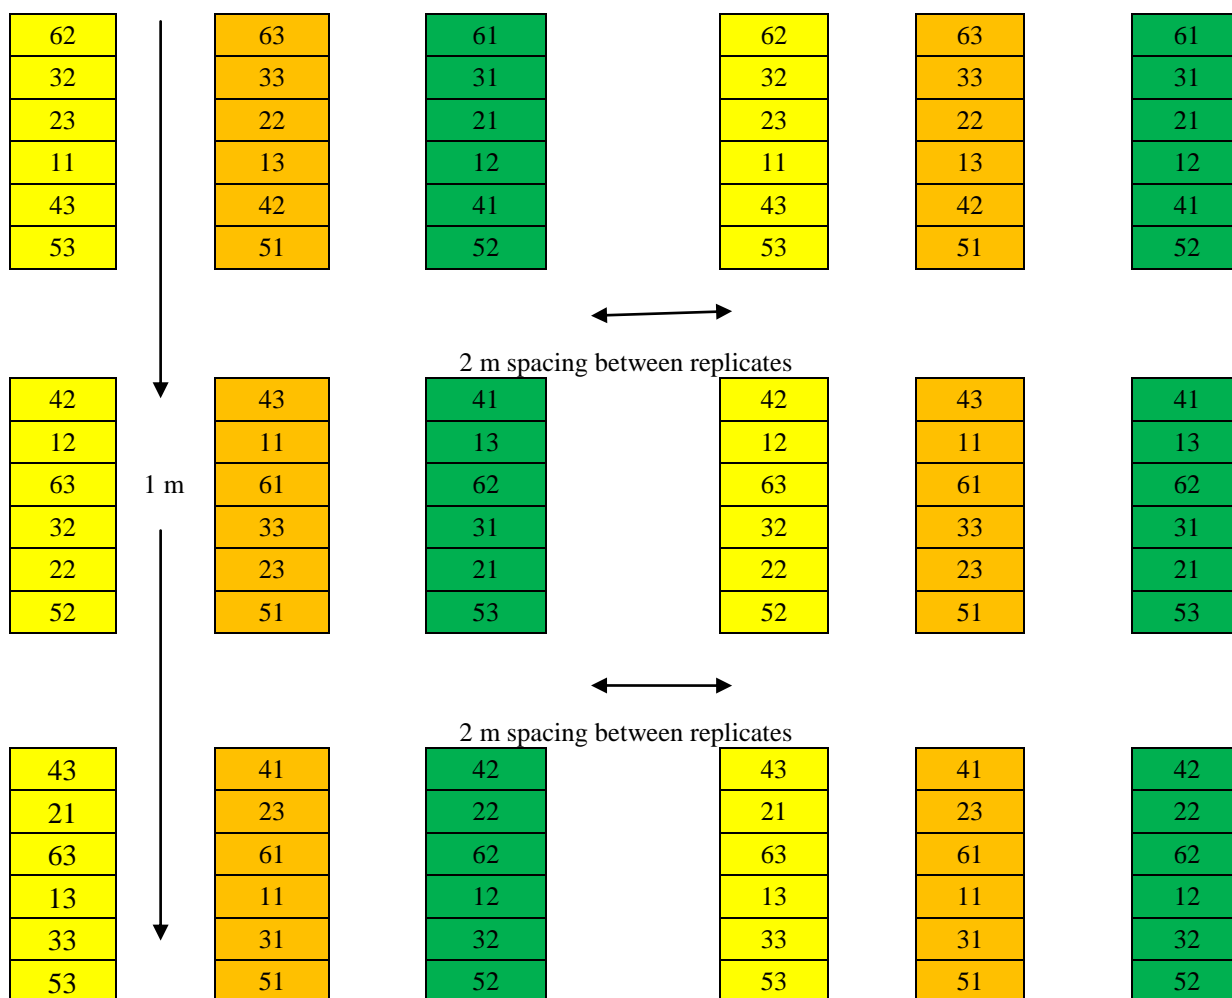 62 63 61 62 63 61
32 33 31 32 33 31
23 22 21 23 22 21
11 13 12 11 13 12
43 42 41 43 42 41
53 51 52 53 51 52
2 m spacing between replicates
42 43 41 42 43 41
12 11 13 12 11 13
63 1 m 61 62 63 61 62
32 33 31 32 33 31
22 23 21 22 23 21
52 51 53 52 51 53
2 m spacing between replicates
43 41 42 43 41 42
21 23 22 21 23 22
63 61 62 63 61 62
13 11 12 13 11 12
33 31 32 33 31 32
53 51 52 53 51 52